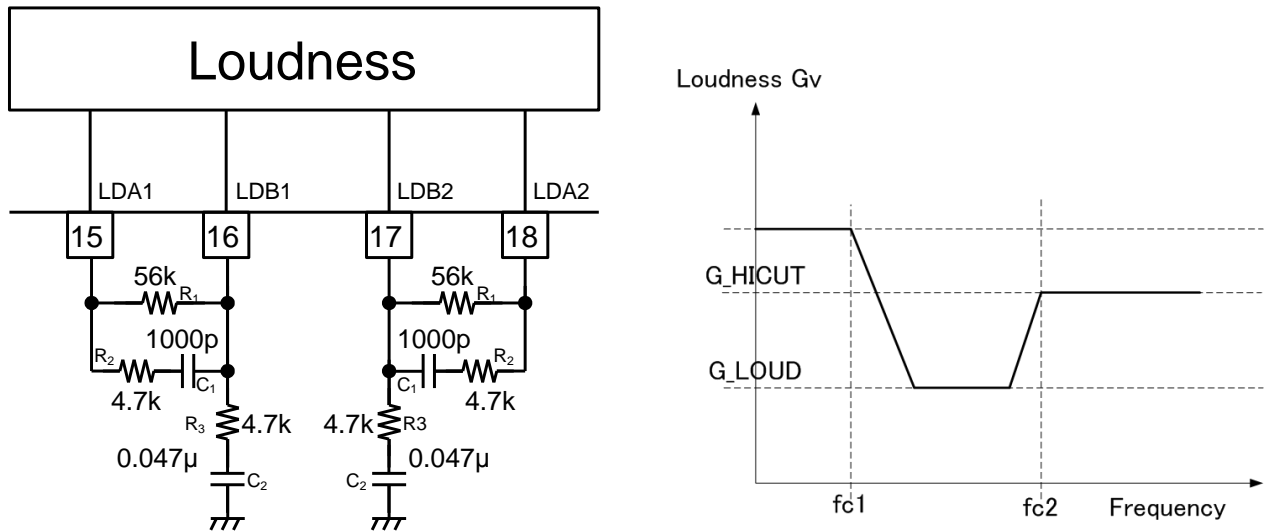 Loudness
LDA1 LDB1 LDB2 LDA2
15 16 17 18
56k 56k
R₁ R₁
1000p 1000p
R₂ C₁ C₁ R₂
4.7k 4.7k
R₃ 4.7k 4.7k R3
0.047μ 0.047μ
C₂ C₂
Loudness Gv
G_HICUT
G_LOUD
fc1 fc2 Frequency